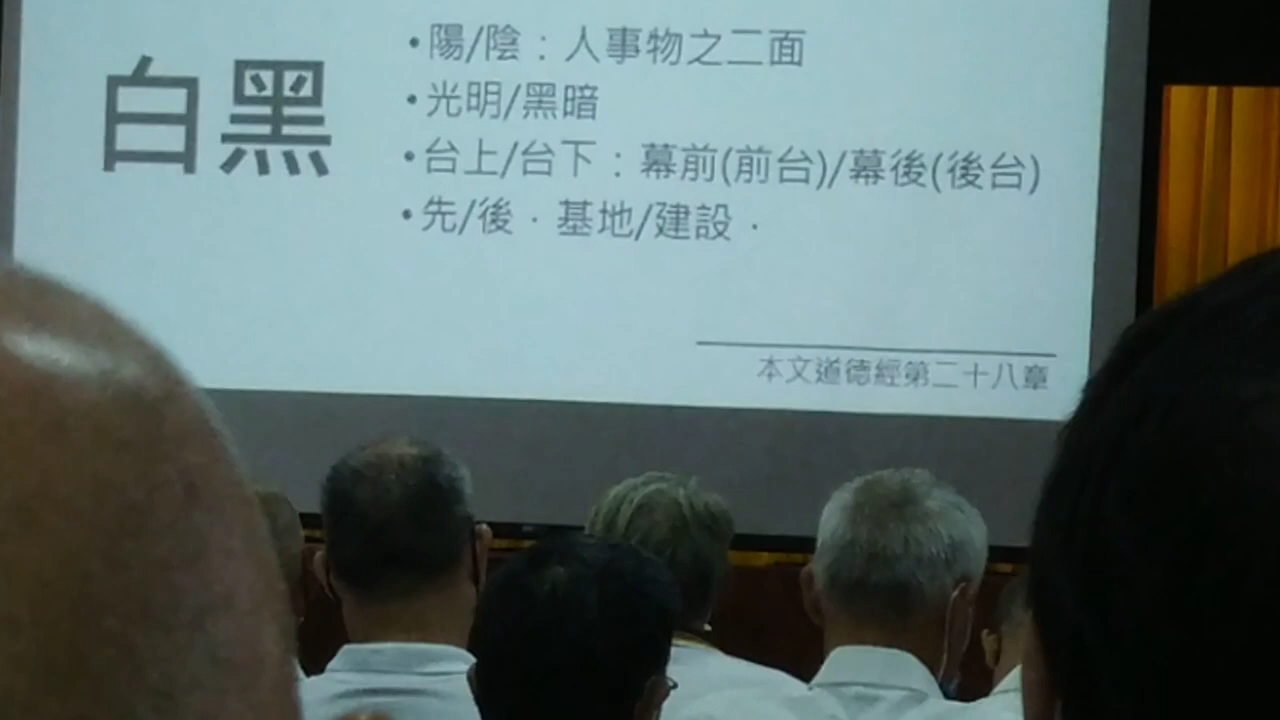 白黑
•陽/陰：人事物之二面
•光明/黑暗
•台上/台下：幕前(前台)/幕後(後台)
•先/後．基地/建設．
本文道德經第二十八章